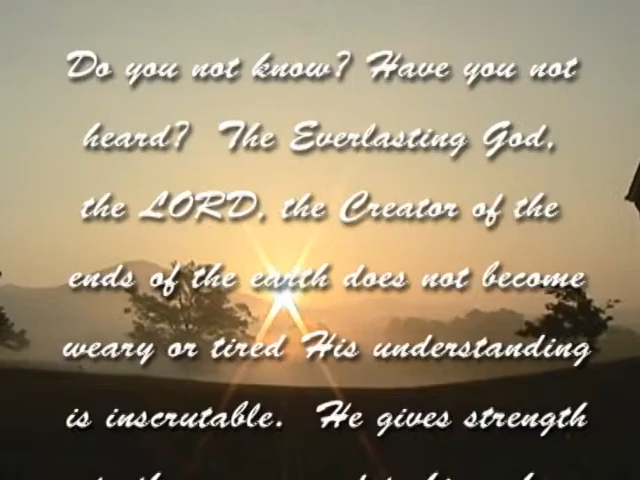 Do you not know? Have you not
heard? The Everlasting God,
the LORD, the Creator of the
ends of the earth does not become
weary or tired His understanding
is inscrutable. He gives strength